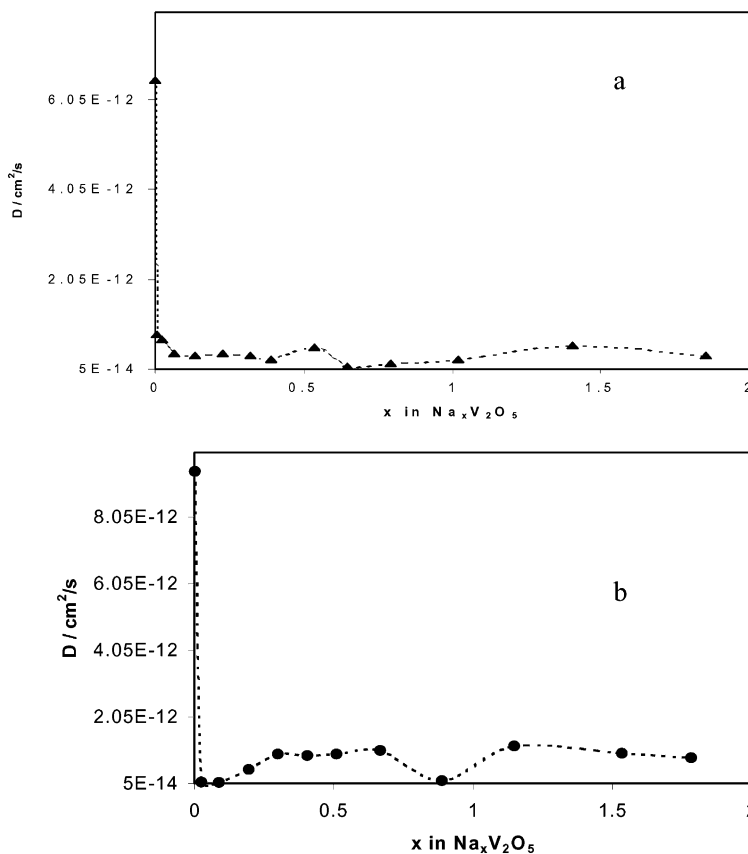 a
6.05E-12
4.05E-12
2.05E-12
5E-14
D / cm²/s
0 0.5 1 1.5 2
x in NaₓV₂O₅
b
8.05E-12
6.05E-12
4.05E-12
2.05E-12
5E-14
D / cm²/s
0 0.5 1 1.5 2
x in NaₓV₂O₅